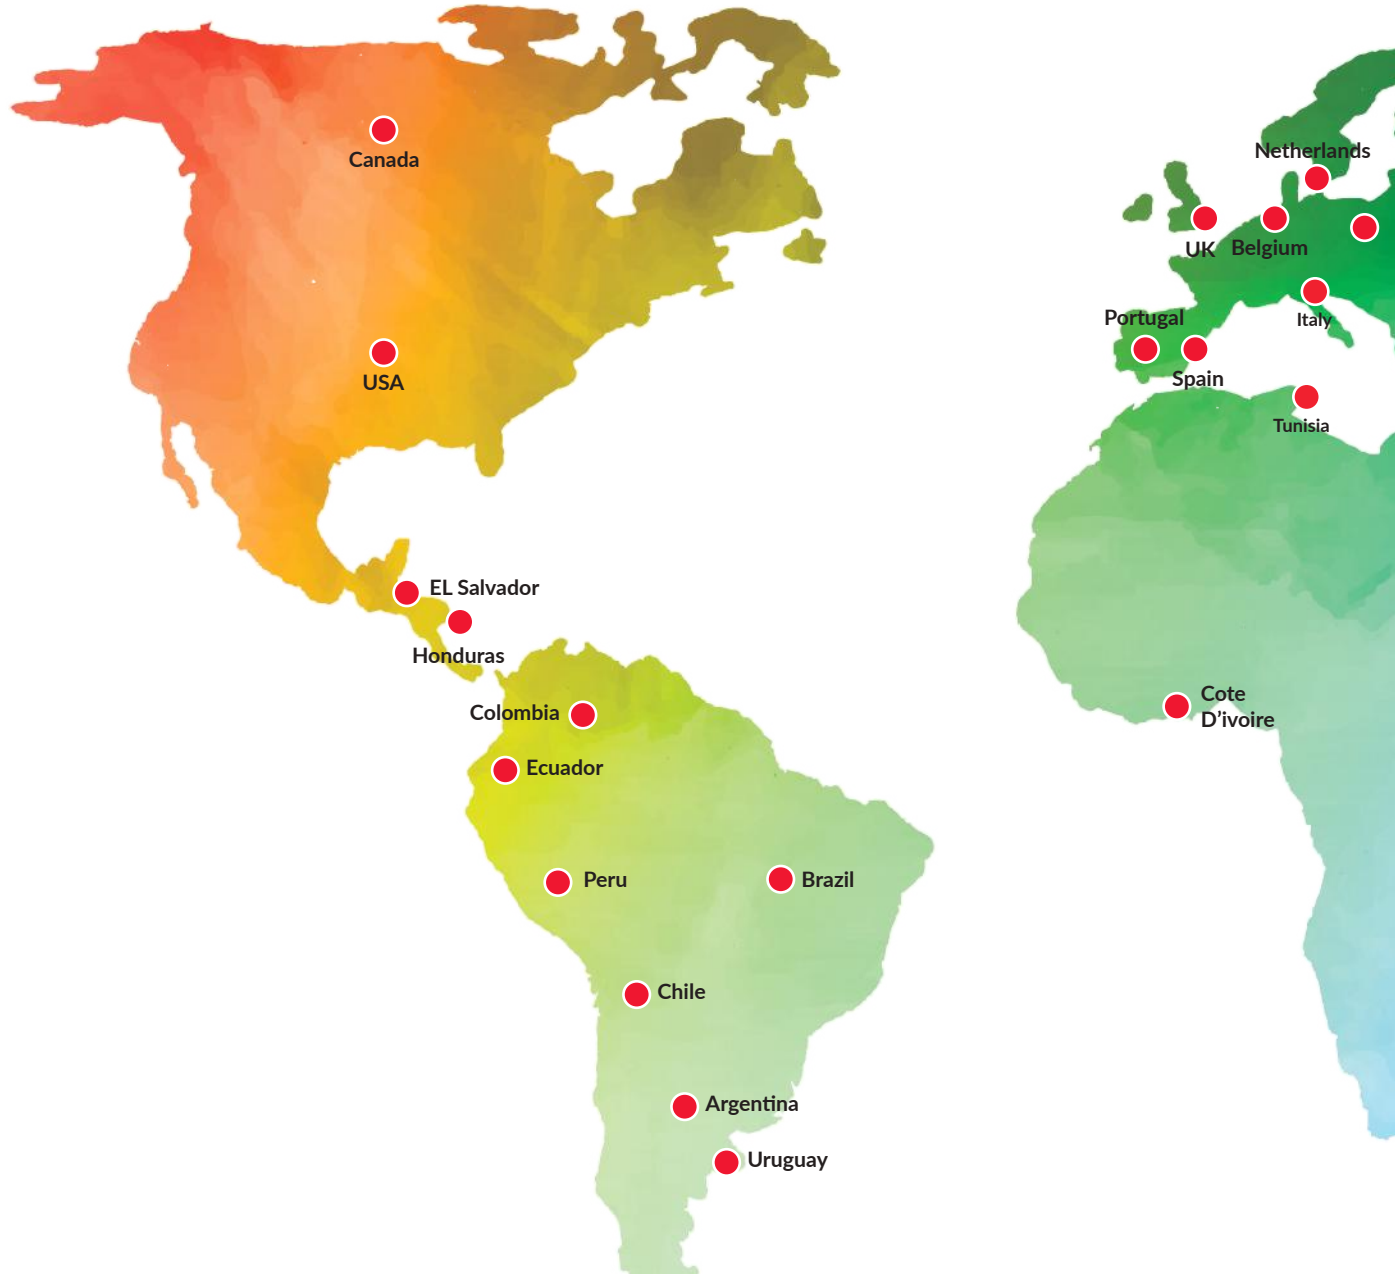 Canada
USA
EL Salvador
Honduras
Colombia
Ecuador
Peru
Brazil
Chile
Argentina
Uruguay
Netherlands
UK
Belgium
Italy
Portugal
Spain
Tunisia
Cote
D’ivoire